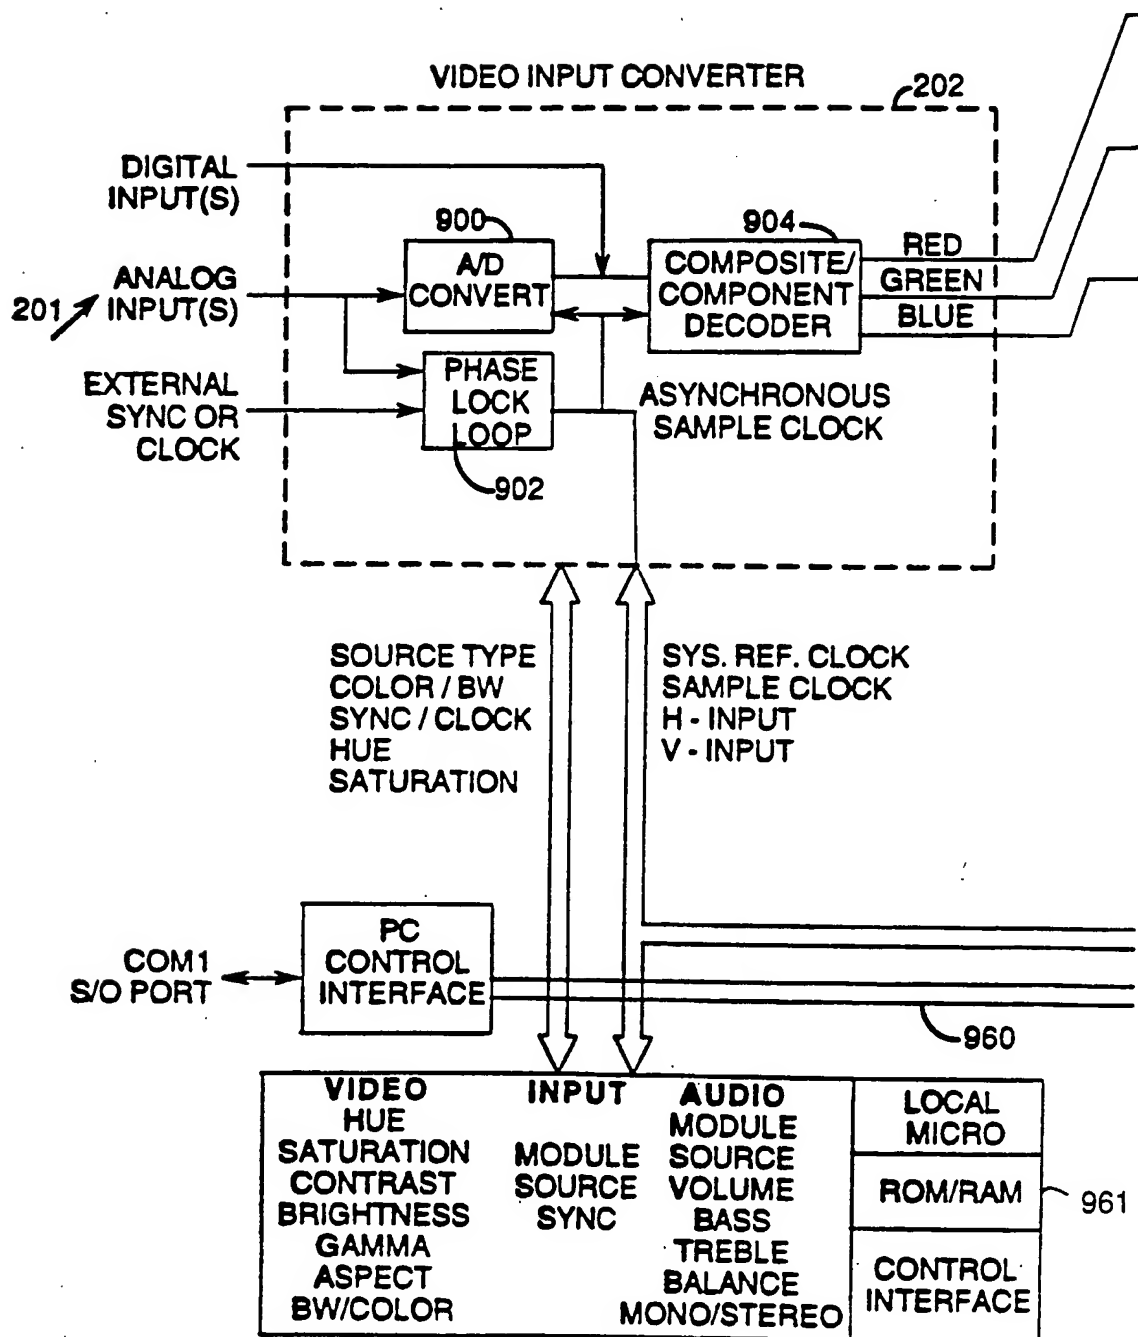 VIDEO INPUT CONVERTER
202
DIGITAL
INPUT(S)
900
A/D
CONVERT
904
COMPOSITE/
COMPONENT
DECODER
RED
GREEN
BLUE
201
ANALOG
INPUT(S)
EXTERNAL
SYNC OR
CLOCK
PHASE
LOCK
LOOP
902
ASYNCHRONOUS
SAMPLE CLOCK
SOURCE TYPE
COLOR / BW
SYNC / CLOCK
HUE
SATURATION
SYS. REF. CLOCK
SAMPLE CLOCK
H - INPUT
V - INPUT
COM1
S/O PORT
PC
CONTROL
INTERFACE
960
VIDEO
HUE
SATURATION
CONTRAST
BRIGHTNESS
GAMMA
ASPECT
BW/COLOR
INPUT
MODULE
SOURCE
SYNC
AUDIO
MODULE
SOURCE
VOLUME
BASS
TREBLE
BALANCE
MONO/STEREO
LOCAL
MICRO
ROM/RAM
961
CONTROL
INTERFACE